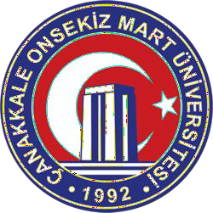 ÇANAKKALE ONSEKİZ MART ÜNİVERSİTESİ
• 1992 •